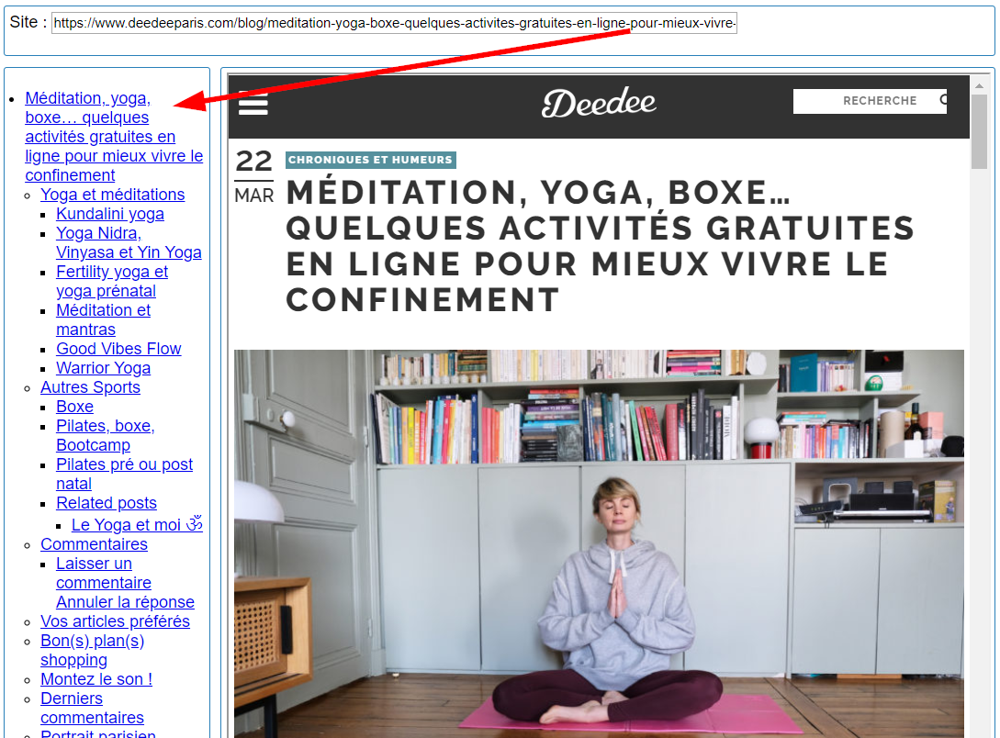 Site : https://www.deedeeparis.com/blog/meditation-yoga-boxe-quelques-activites-gratuites-en-ligne-pour-mieux-vivre-
Méditation, yoga,
boxe… quelques
activités gratuites en
ligne pour mieux vivre le
confinement
Yoga et méditations
Kundalini yoga
Yoga Nidra,
Vinyasa et Yin Yoga
Fertility yoga et
yoga prénatal
Méditation et
mantras
Good Vibes Flow
Warrior Yoga
Autres Sports
Boxe
Pilates, boxe,
Bootcamp
Pilates pré ou post
natal
Related posts
Le Yoga et moi ॐ
Commentaires
Laisser un
commentaire
Annuler la réponse
Vos articles préférés
Bon(s) plan(s)
shopping
Montez le son !
Derniers
commentaires
Portrait parisien
Deedee
RECHERCHE
22
MAR
CHRONIQUES ET HUMEURS
MÉDITATION, YOGA, BOXE…
QUELQUES ACTIVITÉS GRATUITES
EN LIGNE POUR MIEUX VIVRE LE
CONFINEMENT